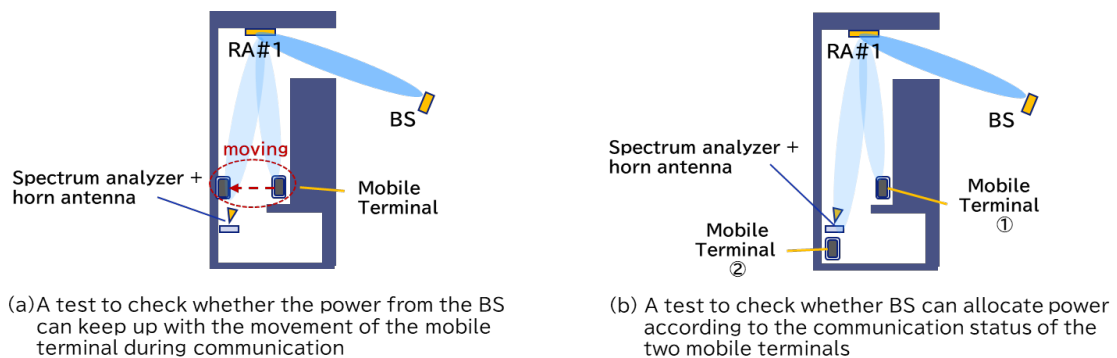 RA#1
BS
moving
Spectrum analyzer +
horn antenna
Mobile
Terminal
(a) A test to check whether the power from the BS
can keep up with the movement of the mobile
terminal during communication
RA#1
BS
Spectrum analyzer +
horn antenna
Mobile
Terminal
①
Mobile
Terminal
②
(b) A test to check whether BS can allocate power
according to the communication status of the
two mobile terminals